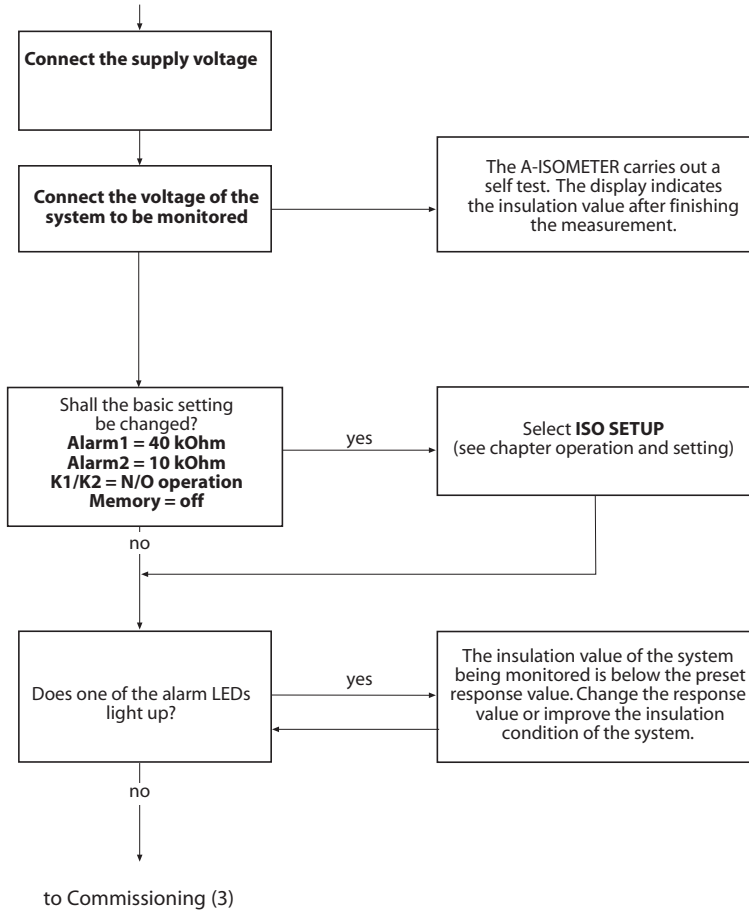 Connect the supply voltage
Connect the voltage of the
system to be monitored
The A-ISOMETER carries out a
self test. The display indicates
the insulation value after finishing
the measurement.
Shall the basic setting
be changed?
Alarm1 = 40 kOhm
Alarm2 = 10 kOhm
K1/K2 = N/O operation
Memory = off
yes
Select ISO SETUP
(see chapter operation and setting)
no
Does one of the alarm LEDs
light up?
yes
The insulation value of the system
being monitored is below the preset
response value. Change the response
value or improve the insulation
condition of the system.
no
to Commissioning (3)